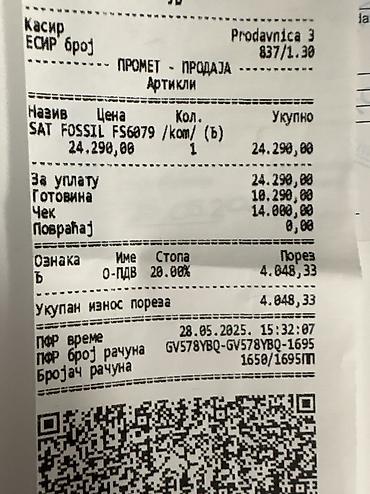 Касир Prodavnica 3
ЕСИР број 837/1.30
ПРОМЕТ - ПРОДАЈА
Артикли
Назив Цена Кол. Укупно
SAT FOSSIL FS6079 /kom/ (Ђ)
24.290,00 1 24.290,00
За уплату 24.290,00
Готовина 10.290,00
Чек 14.000,00
Повраћај 0,00
Ознака Име Стопа Порез
Ђ О-ПДВ 20.00% 4.048,33
Укупан износ пореза 4.048,33
ПФР време 28.05.2025. 15:32:07
ПФР број рачуна GV578YBQ-GV578YBQ-1695
Бројач рачуна 1650/1695ПП